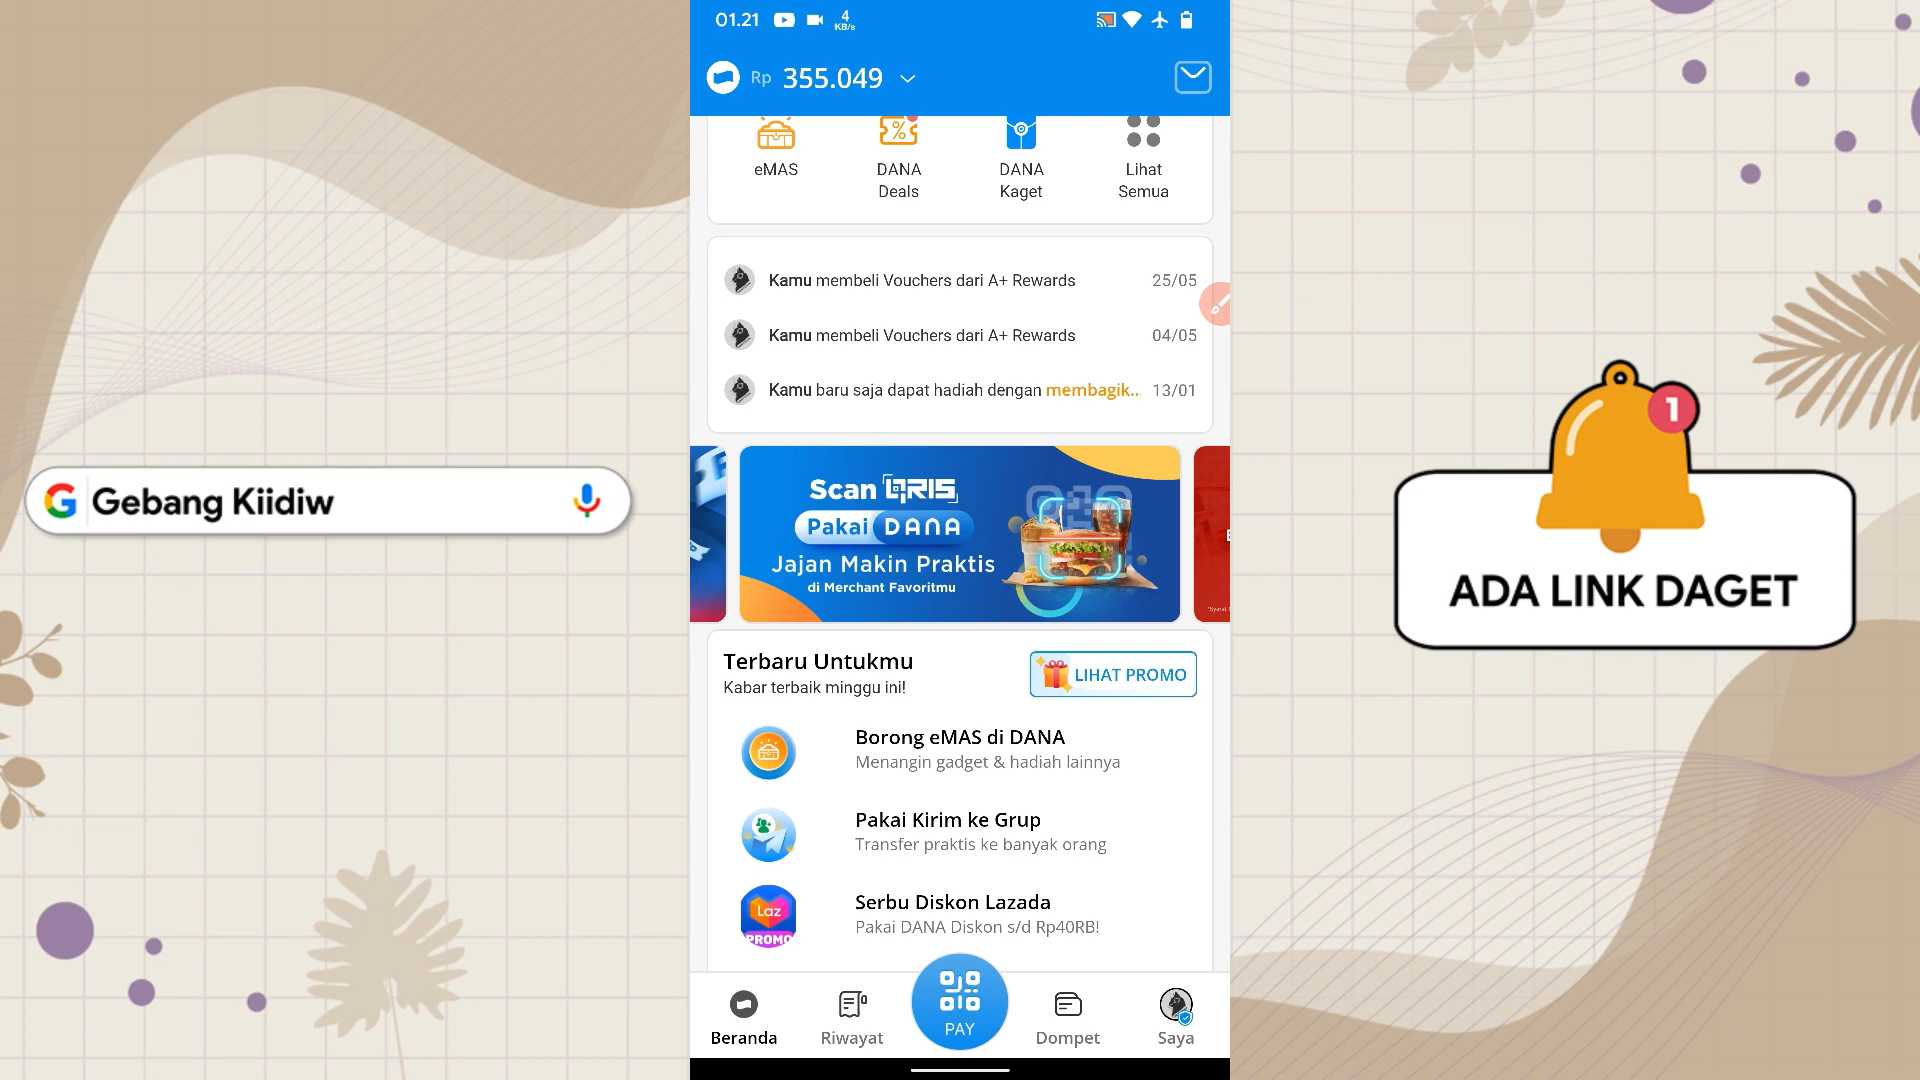 01.21
4
KB/s
Rp 355.049
eMAS
DANA
Deals
DANA
Kaget
Lihat
Semua
Kamu membeli Vouchers dari A+ Rewards 25/05
Kamu membeli Vouchers dari A+ Rewards 04/05
Kamu baru saja dapat hadiah dengan membagik... 13/01
Scan QRIS
Pakai DANA
Jajan Makin Praktis
di Merchant Favoritmu
Terbaru Untukmu
Kabar terbaik minggu ini!
LIHAT PROMO
Borong eMAS di DANA
Menangin gadget & hadiah lainnya
Pakai Kirim ke Grup
Transfer praktis ke banyak orang
Laz
PROMO
Serbu Diskon Lazada
Pakai DANA Diskon s/d Rp40RB!
PAY
Beranda
Riwayat
Dompet
Saya
G Gebang Kiidiw
1
ADA LINK DAGET